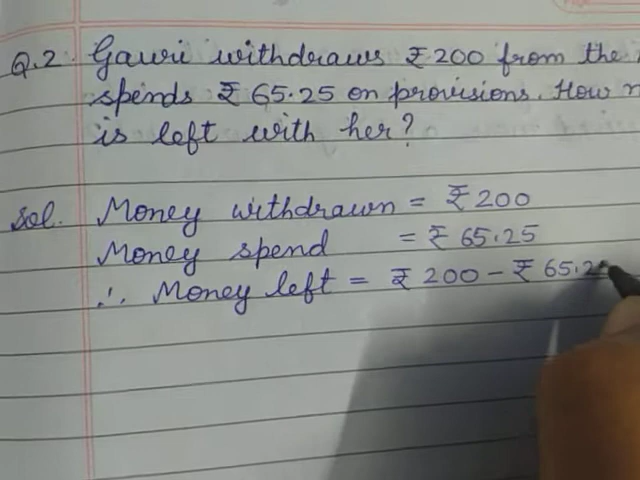 Q.2. Gauri withdraws ₹ 200 from the
spends ₹ 65.25 on provisions. How
is left with her?
Sol. Money withdrawn = ₹ 200
Money spend = ₹ 65.25
∴ Money left = ₹ 200 - ₹ 65.25